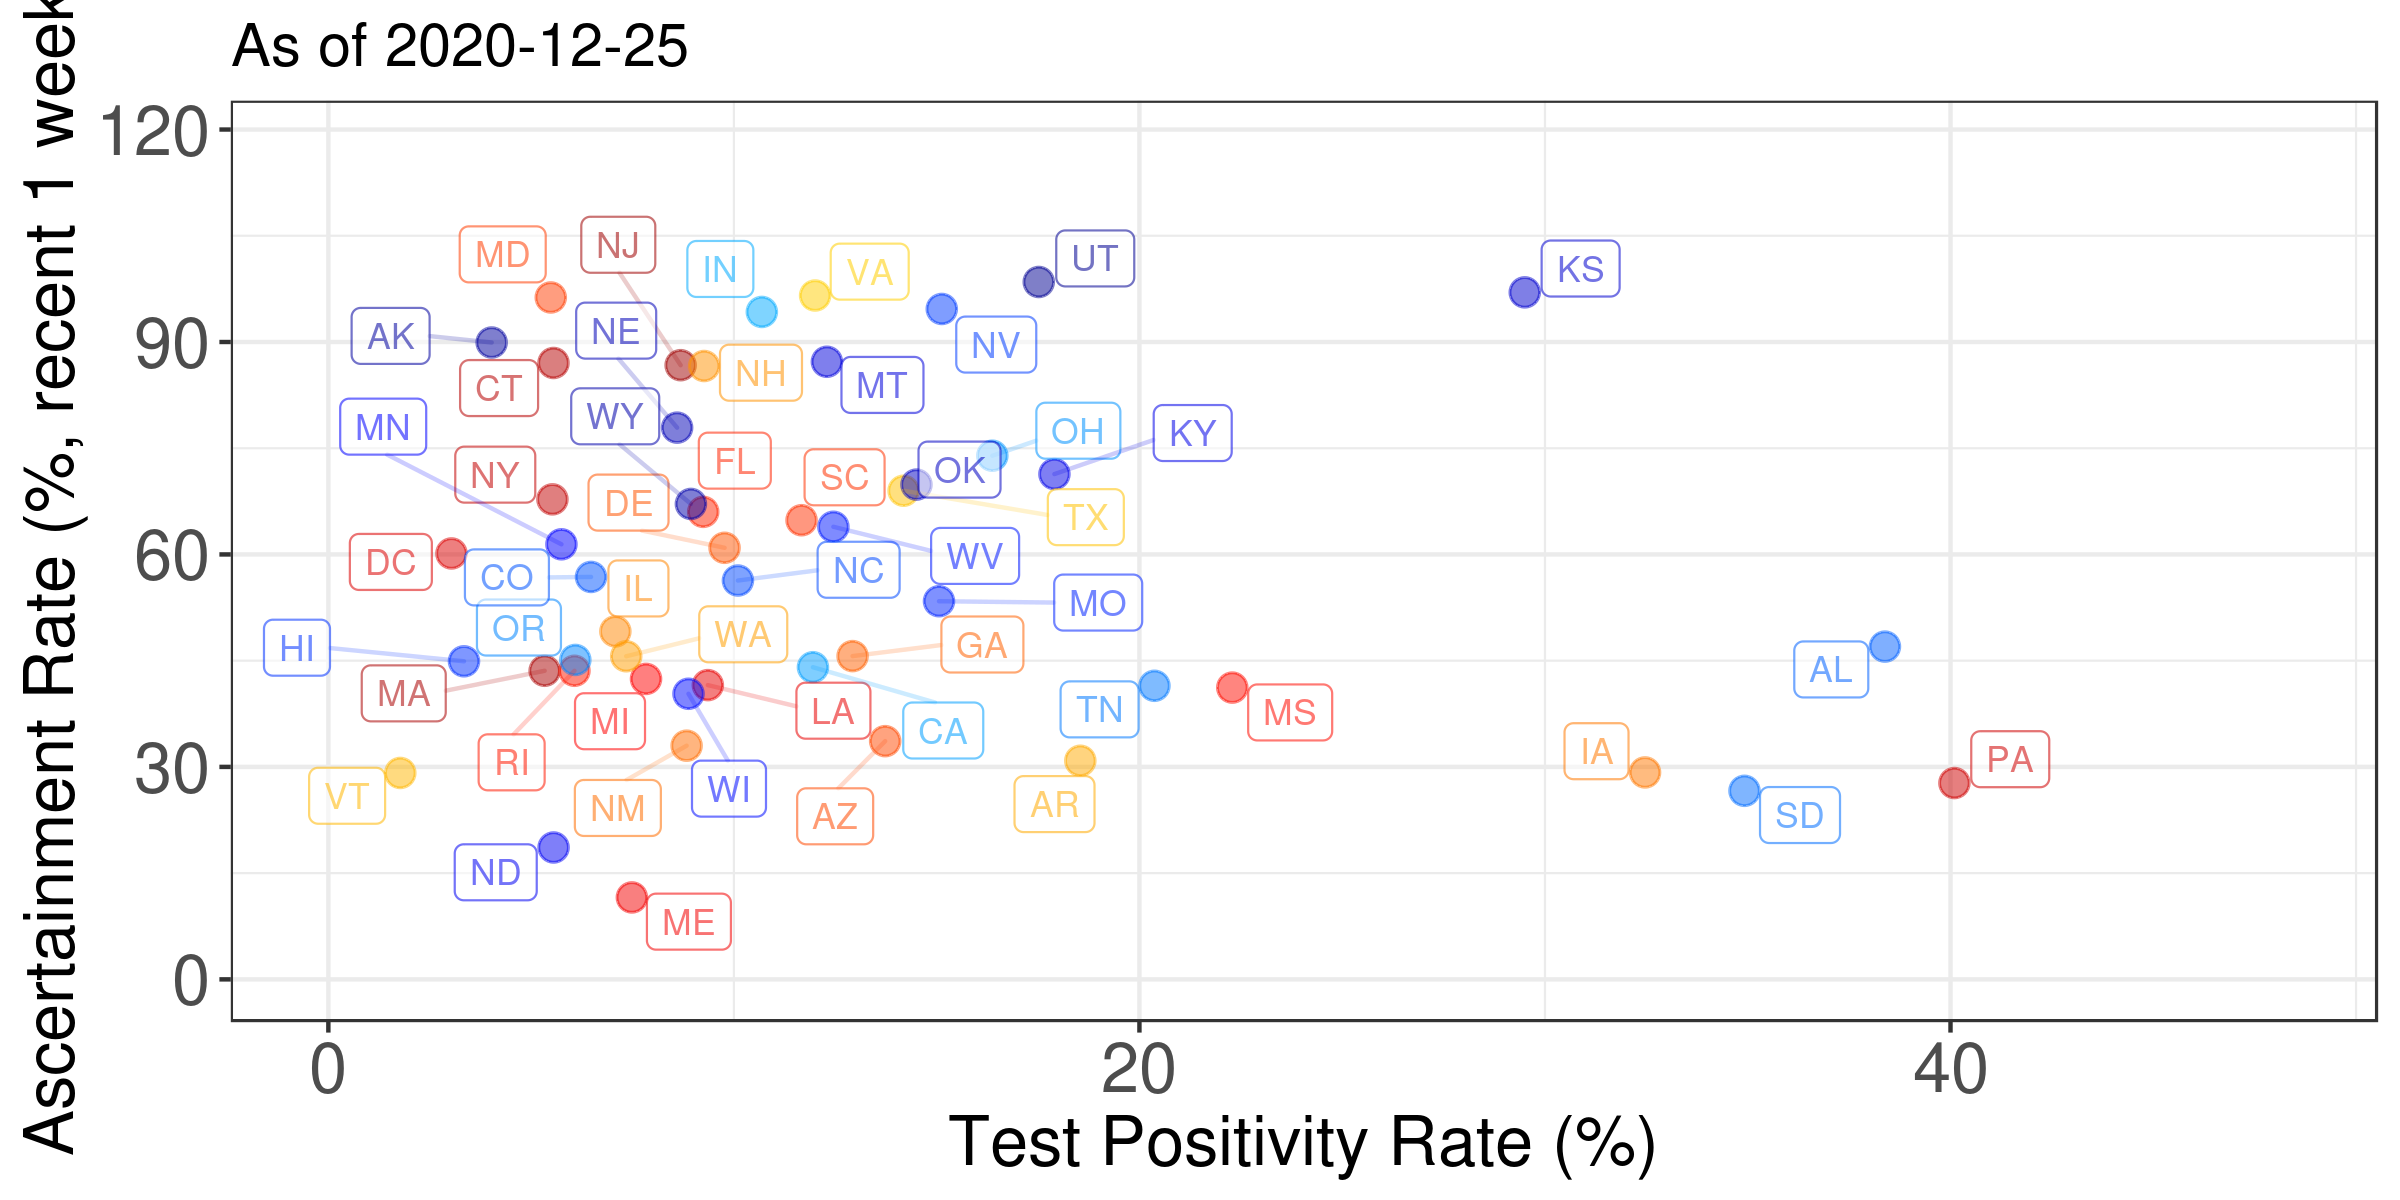 As of 2020-12-25
Ascertainment Rate (%, recent 1 week
120
90
60
30
0
MD
NJ
IN
VA
UT
KS
AK
NE
NV
CT
NH
MT
MN
WY
OH
KY
NY
FL
SC
OK
DE
TX
DC
CO
IL
NC
WV
MO
HI
OR
WA
GA
AL
MA
MI
LA
CA
TN
MS
RI
IA
PA
VT
NM
WI
AZ
AR
SD
ND
ME
0 20 40
Test Positivity Rate (%)